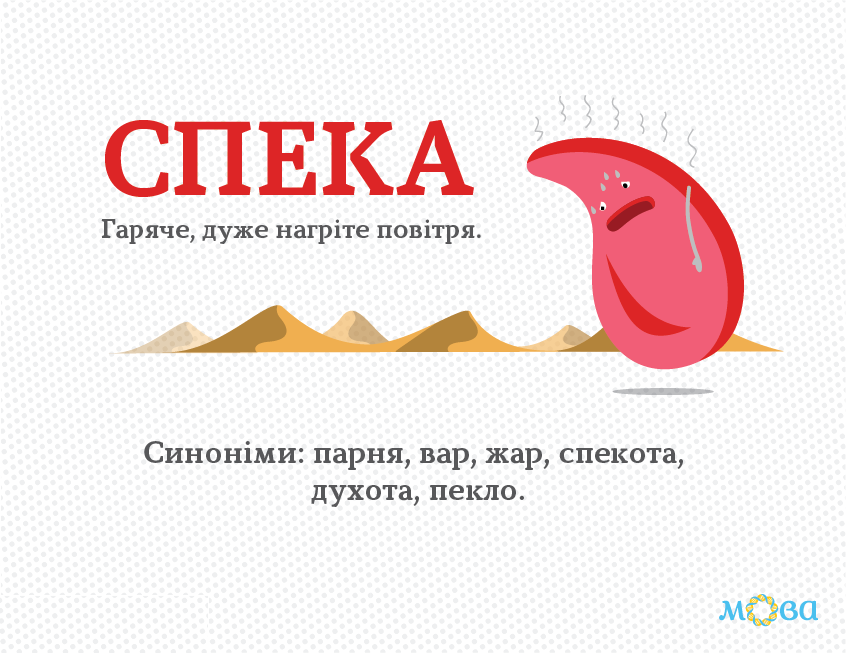 СПЕКА
Гаряче, дуже нагріте повітря.
Синоніми: парня, вар, жар, спекота,
духота, пекло.
мова